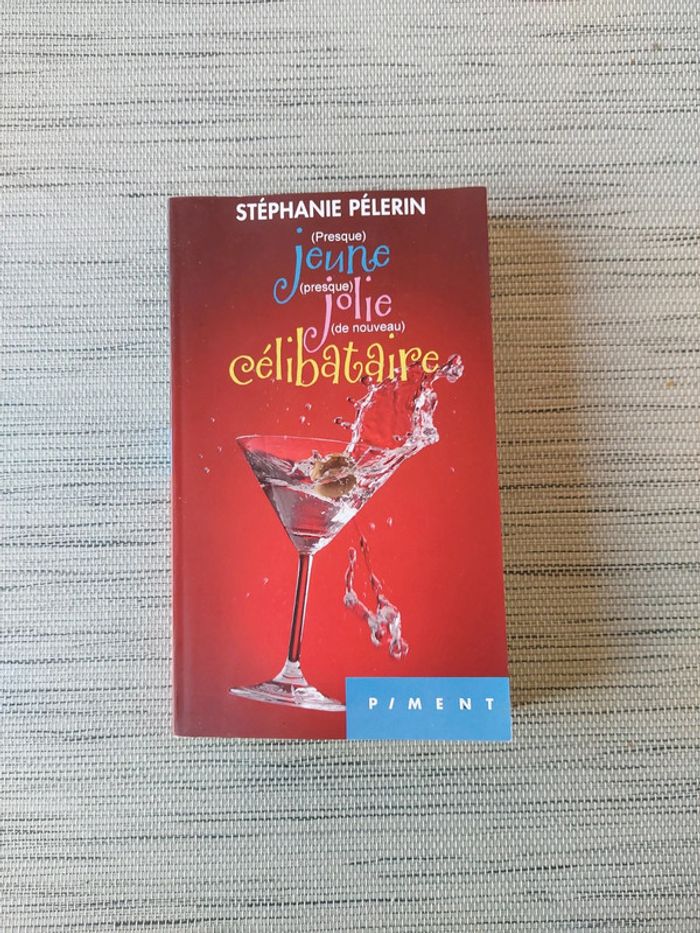 STÉPHANIE PÉLERIN
(Presque)
jeune
(presque)
jolie
(de nouveau)
célibataire
PIMENT